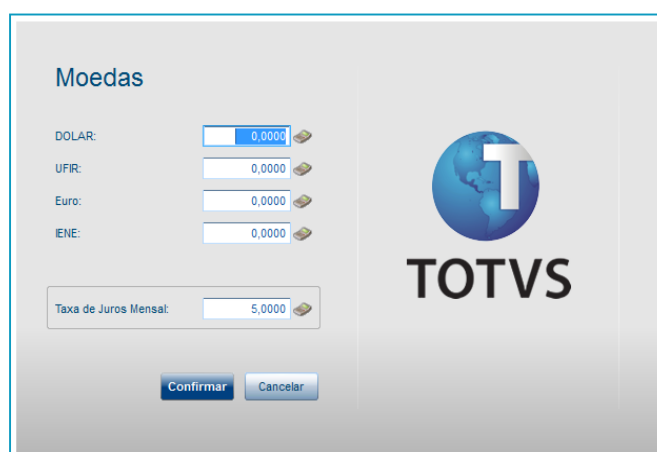 Moedas
DOLAR: 0,0000
UFIR: 0,0000
Euro: 0,0000
IENE: 0,0000
Taxa de Juros Mensal: 5,0000
Confirmar Cancelar
T
TOTVS